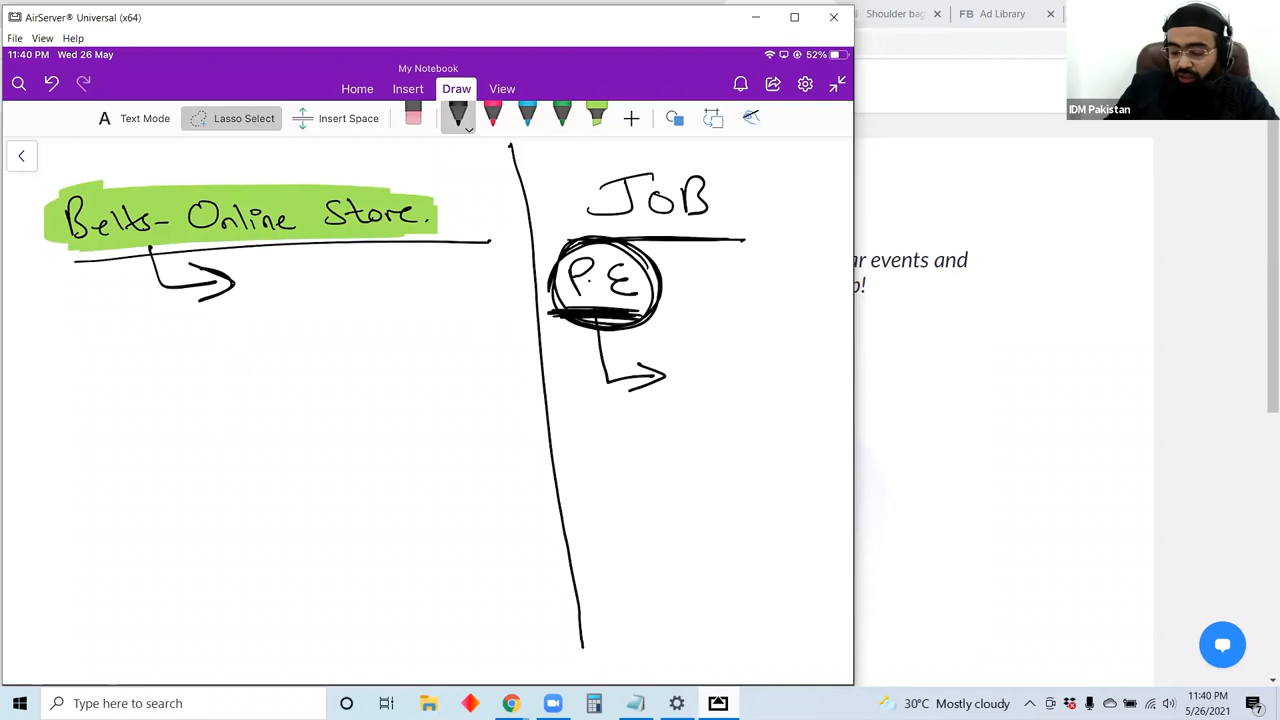 AirServer® Universal (x64)
File View Help
11:40 PM Wed 26 May
52%
My Notebook
Home Insert Draw View
A Text Mode Lasso Select Insert Space
Belts- Online Store.
JOB
P.E
Shoulder bag
FB Ad Library
IDM Pakistan
ar events and
!
Type here to search
30°C Mostly cloudy
11:40 PM
5/26/2021
7